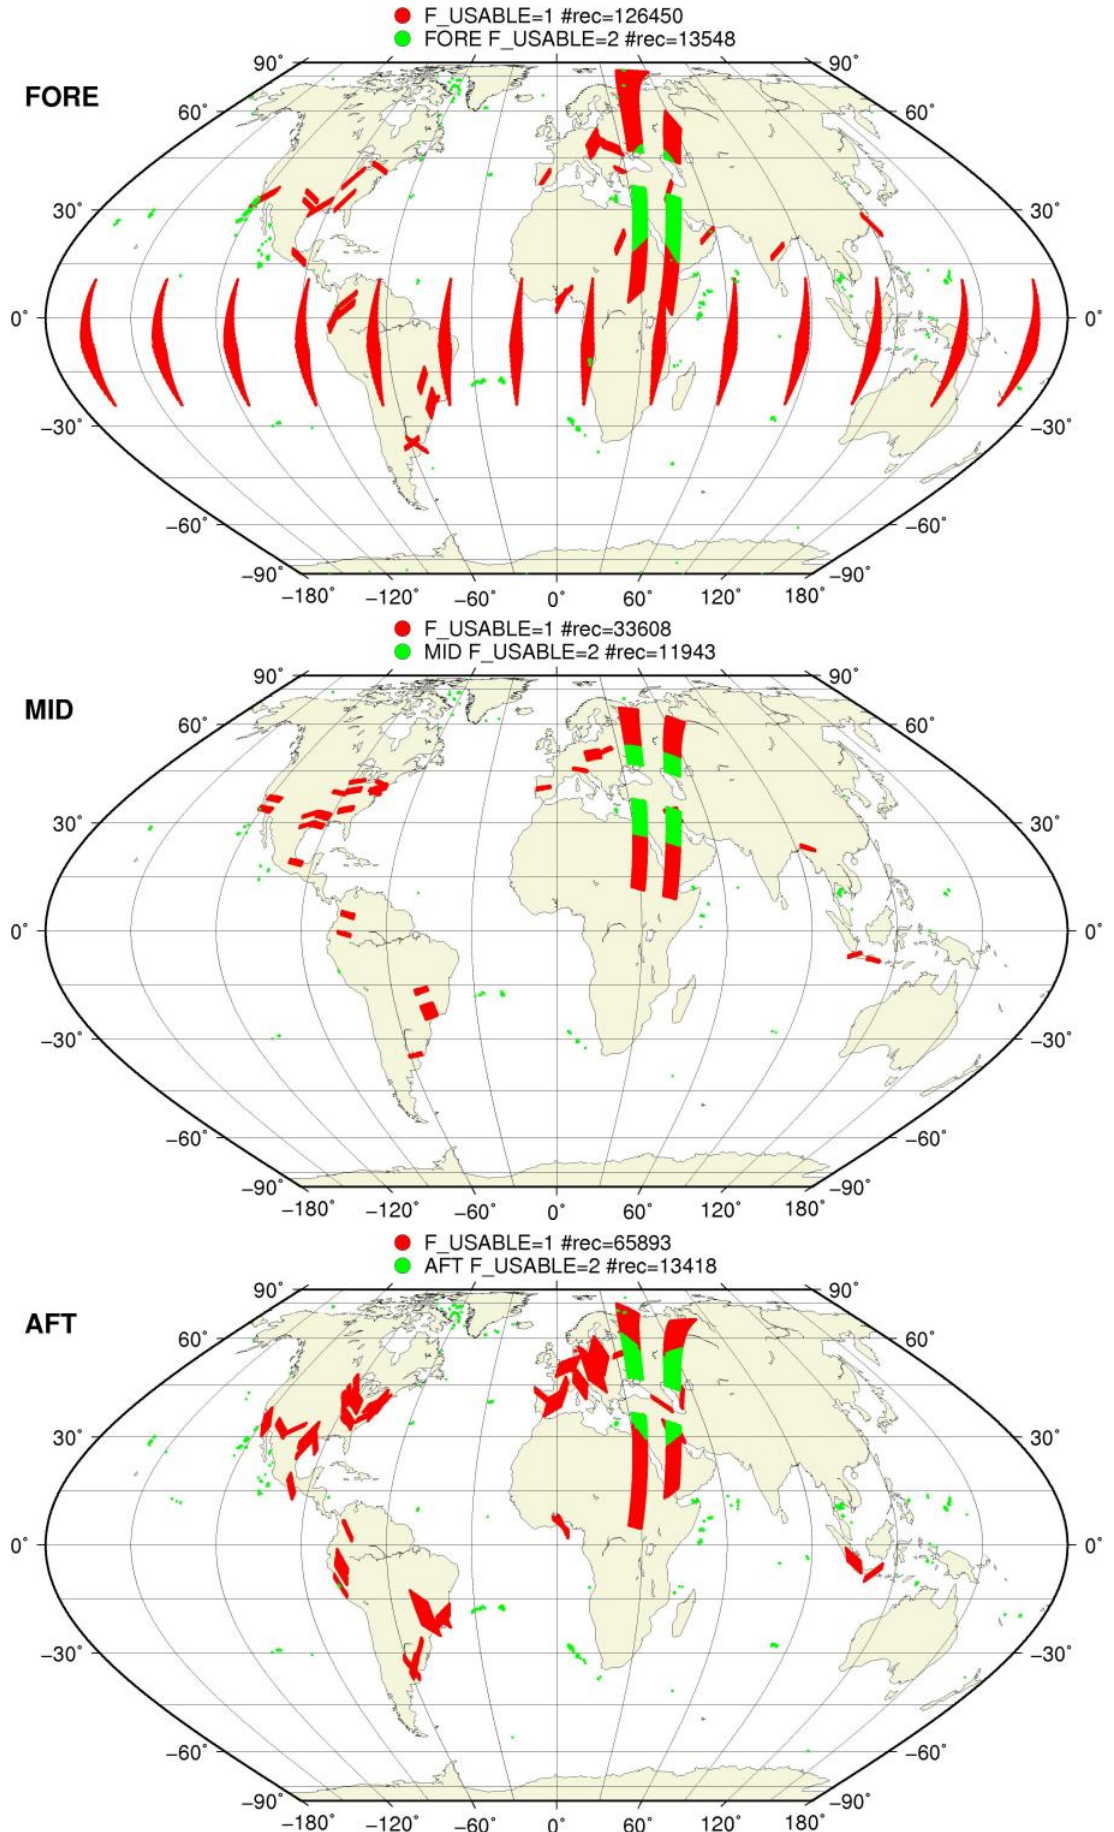 F_USABLE=1 #rec=126450
FORE F_USABLE=2 #rec=13548
FORE
90° 90°
60° 60°
30° 30°
0° 0°
−30° −30°
−60° −60°
−90° −90°
−180° −120° −60° 0° 60° 120° 180°
F_USABLE=1 #rec=33608
MID F_USABLE=2 #rec=11943
MID
90° 90°
60° 60°
30° 30°
0° 0°
−30° −30°
−60° −60°
−90° −90°
−180° −120° −60° 0° 60° 120° 180°
F_USABLE=1 #rec=65893
AFT F_USABLE=2 #rec=13418
AFT
90° 90°
60° 60°
30° 30°
0° 0°
−30° −30°
−60° −60°
−90° −90°
−180° −120° −60° 0° 60° 120° 180°